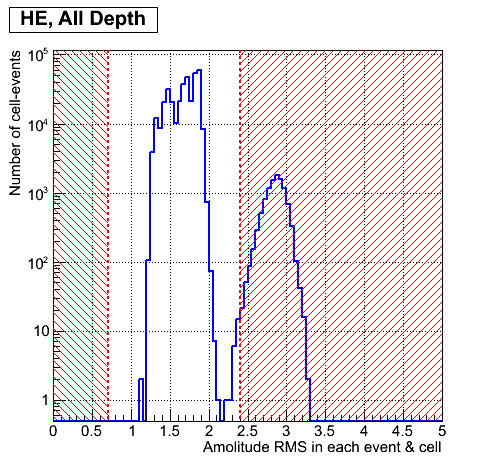 HE, All Depth
Number of cell-events
10^5
10^4
10^3
10^2
10
1
0 0.5 1 1.5 2 2.5 3 3.5 4 4.5 5
Amolitude RMS in each event & cell